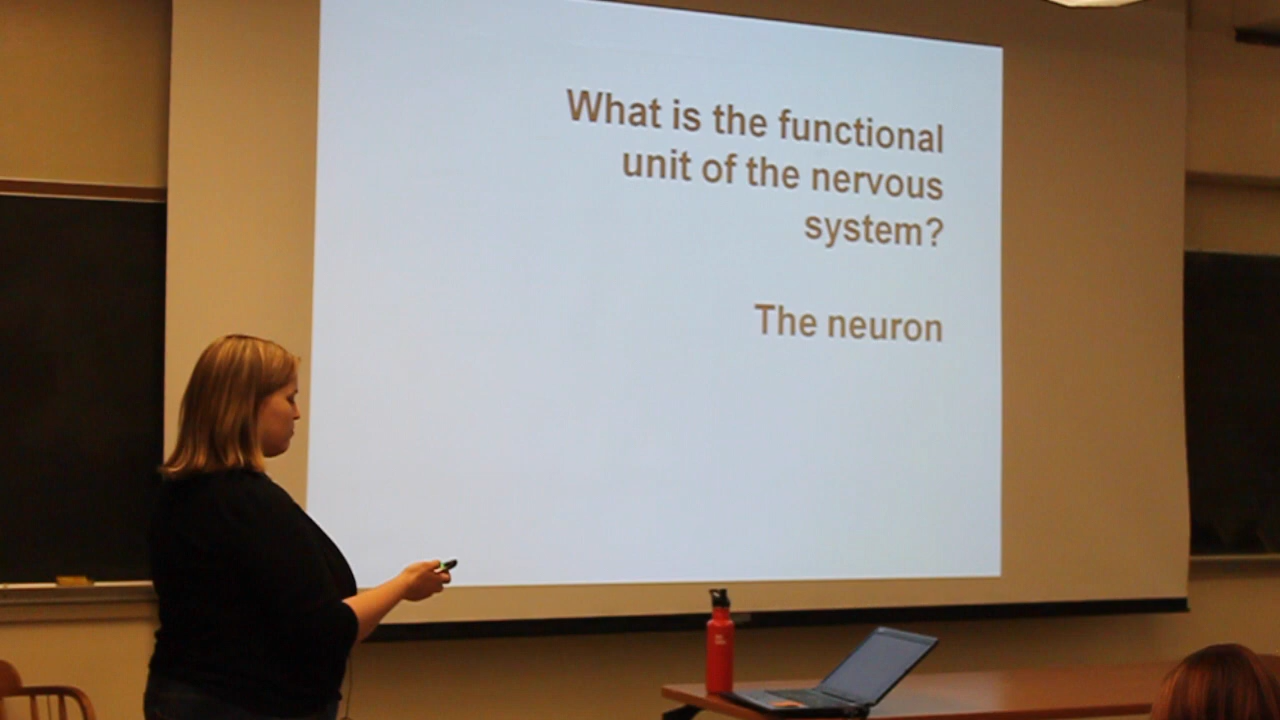 What is the functional
unit of the nervous
system?
The neuron